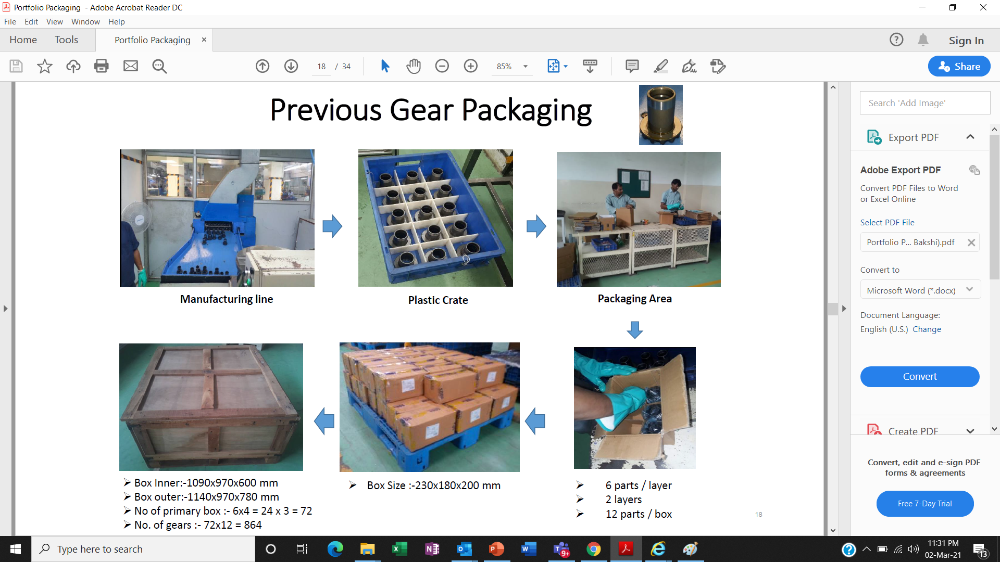 Portfolio Packaging - Adobe Acrobat Reader DC
File Edit View Window Help
Home Tools Portfolio Packaging × Sign In
18 / 34 85% Share
Previous Gear Packaging
Manufacturing line
Plastic Crate
Packaging Area
➢ Box Inner:-1090x970x600 mm
➢ Box outer:-1140x970x780 mm
➢ No of primary box :- 6x4 = 24 x 3 = 72
➢ No. of gears :- 72x12 = 864
➢ Box Size :-230x180x200 mm
➢ 6 parts / layer
➢ 2 layers
➢ 12 parts / box
18
Search 'Add Image'
Export PDF
Adobe Export PDF
Convert PDF Files to Word
or Excel Online
Select PDF File
Portfolio P... Bakshi).pdf
Convert to
Microsoft Word (*.docx)
Document Language:
English (U.S.) Change
Convert
Create PDF
Convert, edit and e-sign PDF
forms & agreements
Free 7-Day Trial
Type here to search
9+
11:31 PM
02-Mar-21
13